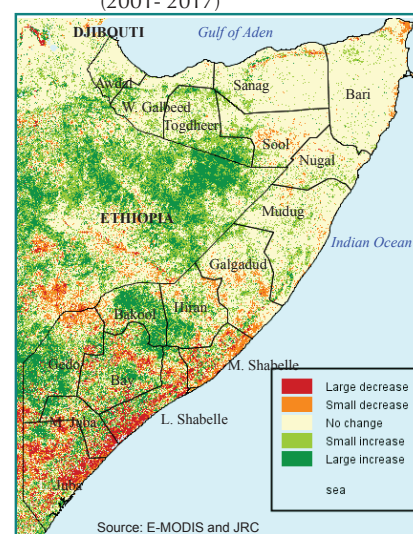 (2001- 2017)
DJIBOUTI
Gulf of Aden
Awdal
Sanag
Bari
W. Galbeed
Togdheer
Sool
Nugal
ETHIOPIA
Mudug
Indian Ocean
Galgadud
Hiran
Bakool
Gedo
Bay
M. Shabelle
L. Shabelle
M. Juba
Juba
Large decrease
Small decrease
No change
Small increase
Large increase
sea
Source: E-MODIS and JRC